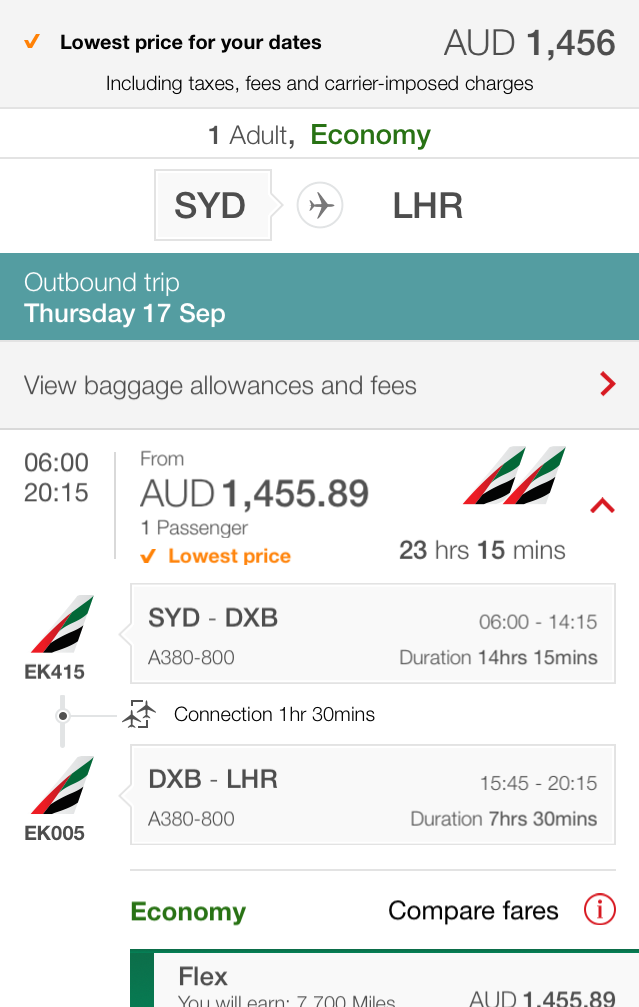 Lowest price for your dates
AUD 1,456
Including taxes, fees and carrier-imposed charges
1 Adult, Economy
SYD
LHR
Outbound trip
Thursday 17 Sep
View baggage allowances and fees
06:00
20:15
From
AUD 1,455.89
1 Passenger
Lowest price
23 hrs 15 mins
SYD - DXB
06:00 - 14:15
A380-800
Duration 14hrs 15mins
EK415
Connection 1hr 30mins
DXB - LHR
15:45 - 20:15
A380-800
Duration 7hrs 30mins
EK005
Economy
Compare fares
i
Flex
You will earn: 7,700 Miles
AUD 1,455.89